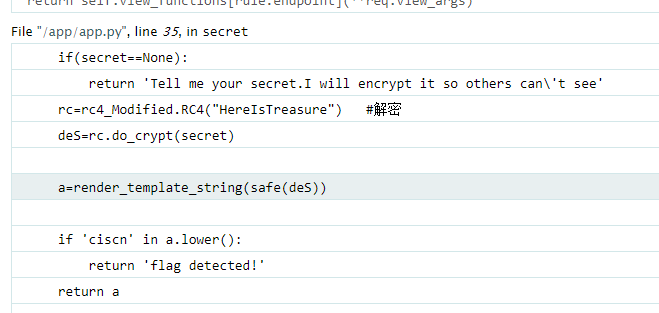 return self.view_functions[rule.endpoint](**req.view_args)
File "/app/app.py", line 35, in secret
if(secret==None):
return 'Tell me your secret.I will encrypt it so others can\'t see'
rc=rc4_Modified.RC4("HereIsTreasure")   #解密
deS=rc.do_crypt(secret)
a=render_template_string(safe(deS))
if 'ciscn' in a.lower():
return 'flag detected!'
return a